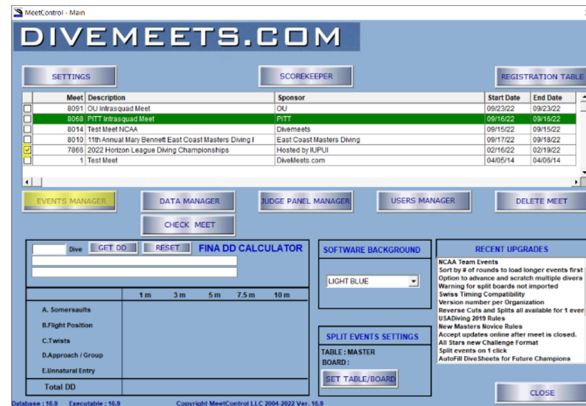 MeetControl - Main
DIVEMEETS.COM
SETTINGS SCOREKEEPER REGISTRATION TABLE
Meet Description Sponsor Start Date End Date
8091 OU Intrasquad Meet OU 09/23/22 09/23/22
8068 PITT Intrasquad Meet PITT 09/16/22 09/16/22
8014 Test Meet NCAA Divemeets 09/15/22 09/15/22
8010 11th Annual Mary Bennett East Coast Masters Diving I East Coast Masters Diving 09/17/22 09/18/22
7866 2022 Horizon League Diving Championships Hosted by IUPUI 02/16/22 02/19/22
1 Test Meet DiveMeets.com 04/05/14 04/06/14
EVENTS MANAGER DATA MANAGER JUDGE PANEL MANAGER USERS MANAGER DELETE MEET
CHECK MEET
Dive GET DD RESET FINA DD CALCULATOR
1 m 3 m 5 m 7.5 m 10 m
A. Somersaults
B.Flight Position
C.Twists
D.Approach / Group
E.Unnatural Entry
Total DD
SOFTWARE BACKGROUND
LIGHT BLUE
SPLIT EVENTS SETTINGS
TABLE : MASTER
BOARD :
SET TABLE/BOARD
RECENT UPGRADES
NCAA Team Events
Sort by # of rounds to load longer events first
Option to advance and scratch multiple divers
Warning for split boards not imported
Swiss Timing Compatibility
Version number per Organization
Reverse Cuts and Splits all available for 1 ever
USADiving 2019 Rules
New Masters Novice Rules
Accept updates online after meet is closed.
All Stars new Challenge Format
Split events on 1 click
AutoFill DiveSheets for Future Champions
CLOSE
Database : 16.9 Executable : 16.9 Copyright MeetControl LLC 2004-2022 Ver. 16.9